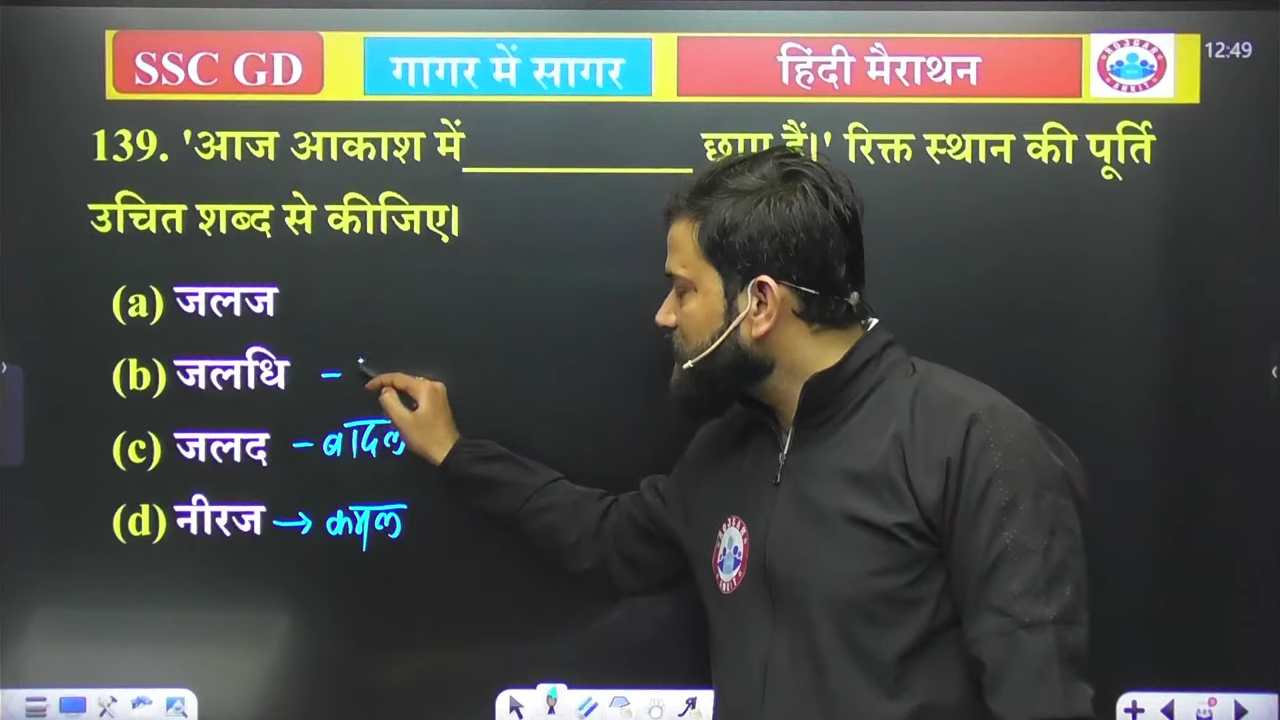 SSC GD
गागर में सागर
हिंदी मैराथन
12:49
139. 'आज आकाश में____________ छाए हैं।' रिक्त स्थान की पूर्ति
उचित शब्द से कीजिए।
(a) जलज
(b) जलधि –
(c) जलद – बादल
(d) नीरज → कमल